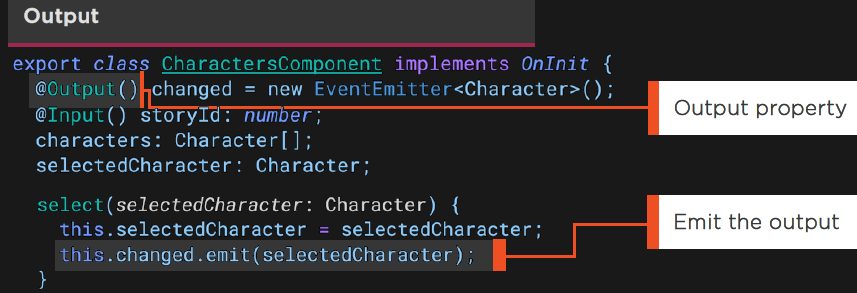 Output
export class CharactersComponent implements OnInit {
@Output() changed = new EventEmitter<Character>();
Output property
@Input() storyId: number;
characters: Character[];
selectedCharacter: Character;
select(selectedCharacter: Character) {
this.selectedCharacter = selectedCharacter;
Emit the output
this.changed.emit(selectedCharacter);
}